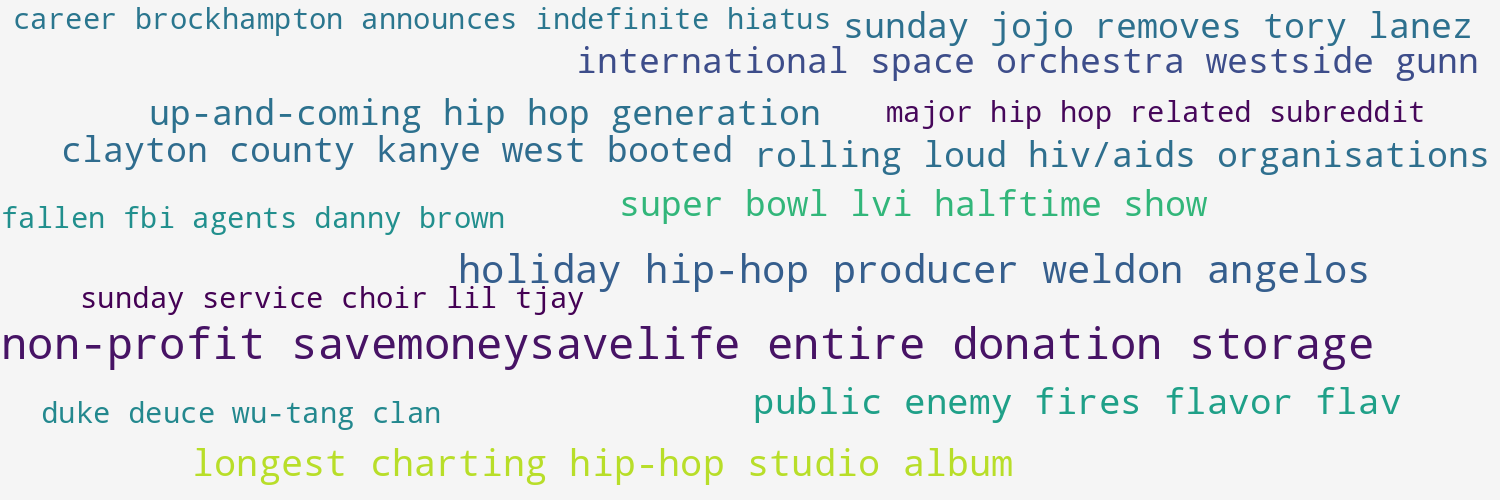 career brockhampton announces indefinite hiatus
sunday jojo removes tory lanez
international space orchestra westside gunn
up-and-coming hip hop generation
major hip hop related subreddit
clayton county kanye west booted
rolling loud hiv/aids organisations
super bowl lvi halftime show
fallen fbi agents danny brown
holiday hip-hop producer weldon angelos
sunday service choir lil tjay
non-profit savemoneysavelife entire donation storage
public enemy fires flavor flav
duke deuce wu-tang clan
longest charting hip-hop studio album